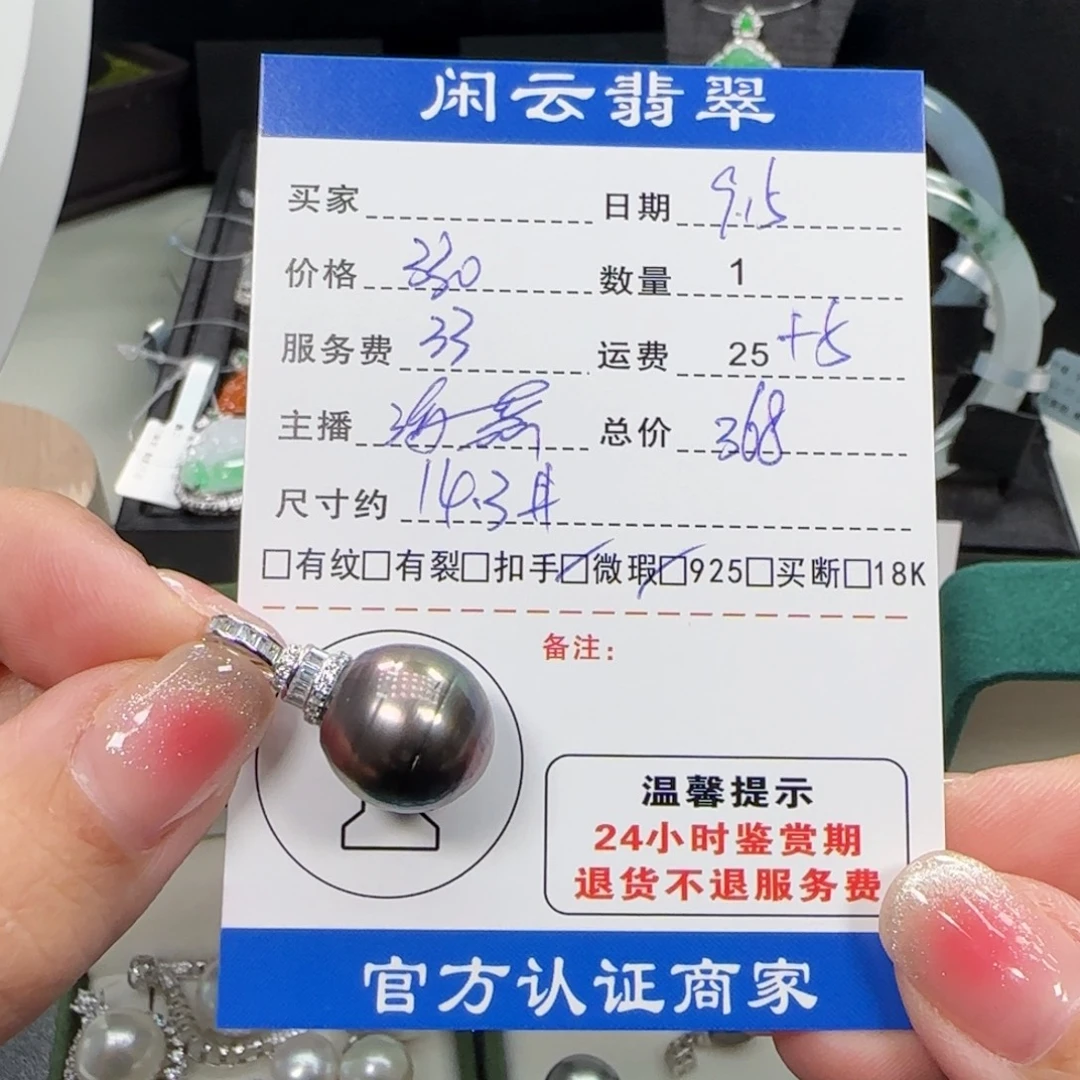 闲云翡翠
买家 日期 9.15
价格 330 数量 1
服务费 33 运费 25+5
主播 总价 368
尺寸约 14.3
□有纹□有裂□扣手□微瑕□925□买断□18K
备注：
温馨提示
24小时鉴赏期
退货不退服务费
官方认证商家